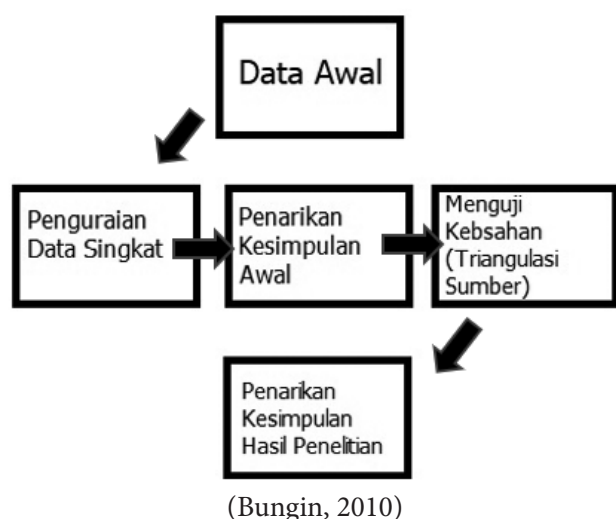 Data Awal
Penguraian
Data Singkat
Penarikan
Kesimpulan
Awal
Menguji
Kebsahan
(Triangulasi
Sumber)
Penarikan
Kesimpulan
Hasil Penelitian
(Bungin, 2010)